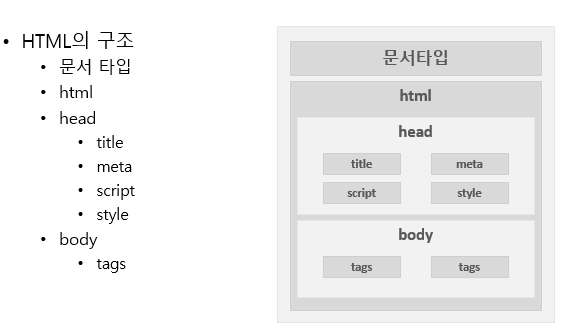 HTML의 구조
문서 타입
html
head
title
meta
script
style
body
tags
문서타입
html
head
title meta
script style
body
tags tags